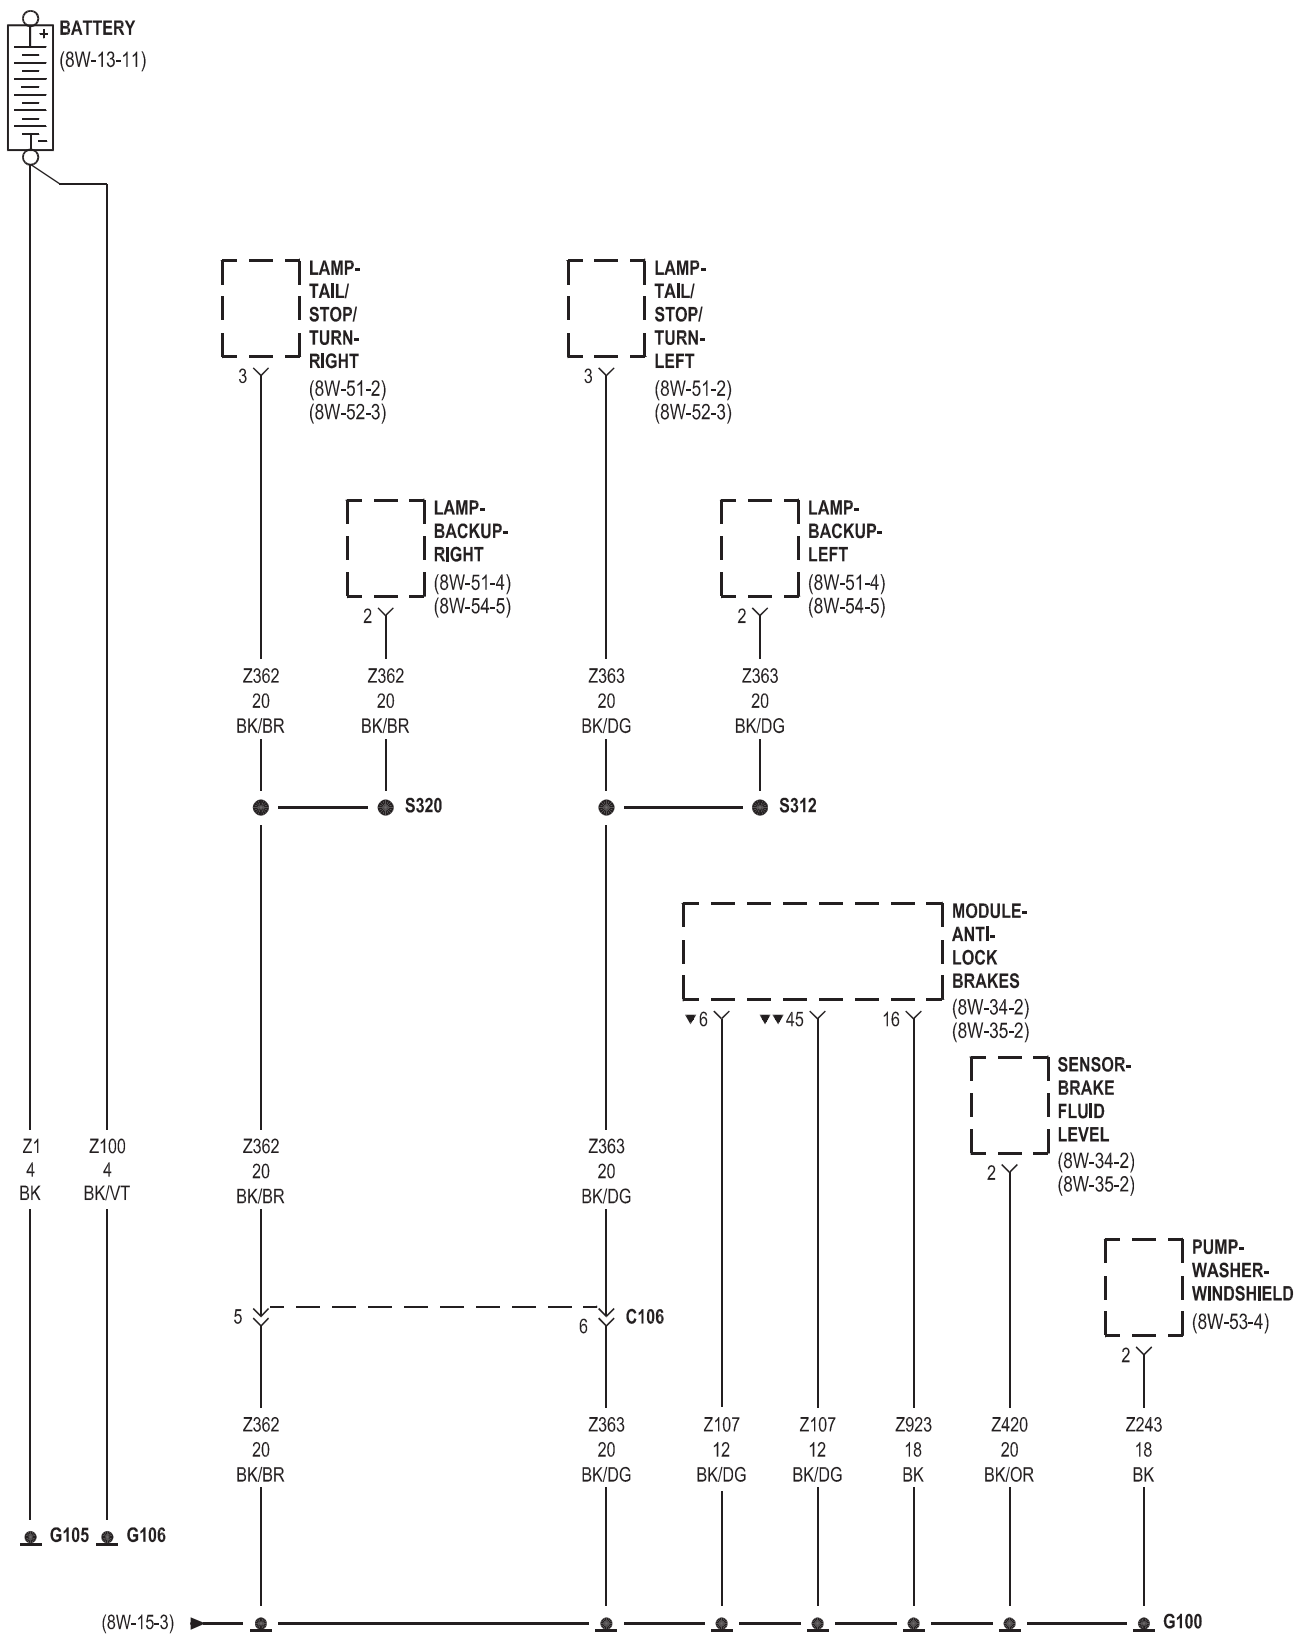 BATTERY
(8W-13-11)
+
−
LAMP-
TAIL/
STOP/
TURN-
RIGHT
(8W-51-2)
(8W-52-3)
3
LAMP-
TAIL/
STOP/
TURN-
LEFT
(8W-51-2)
(8W-52-3)
3
LAMP-
BACKUP-
RIGHT
(8W-51-4)
(8W-54-5)
2
LAMP-
BACKUP-
LEFT
(8W-51-4)
(8W-54-5)
2
Z362
20
BK/BR
Z362
20
BK/BR
Z363
20
BK/DG
Z363
20
BK/DG
S320
S312
MODULE-
ANTI-
LOCK
BRAKES
(8W-34-2)
(8W-35-2)
▼6
▼▼45
16
SENSOR-
BRAKE
FLUID
LEVEL
(8W-34-2)
(8W-35-2)
2
Z1
4
BK
Z100
4
BK/VT
Z362
20
BK/BR
Z363
20
BK/DG
PUMP-
WASHER-
WINDSHIELD
(8W-53-4)
2
5
6
C106
Z362
20
BK/BR
Z363
20
BK/DG
Z107
12
BK/DG
Z107
12
BK/DG
Z923
18
BK
Z420
20
BK/OR
Z243
18
BK
G105
G106
(8W-15-3)
G100